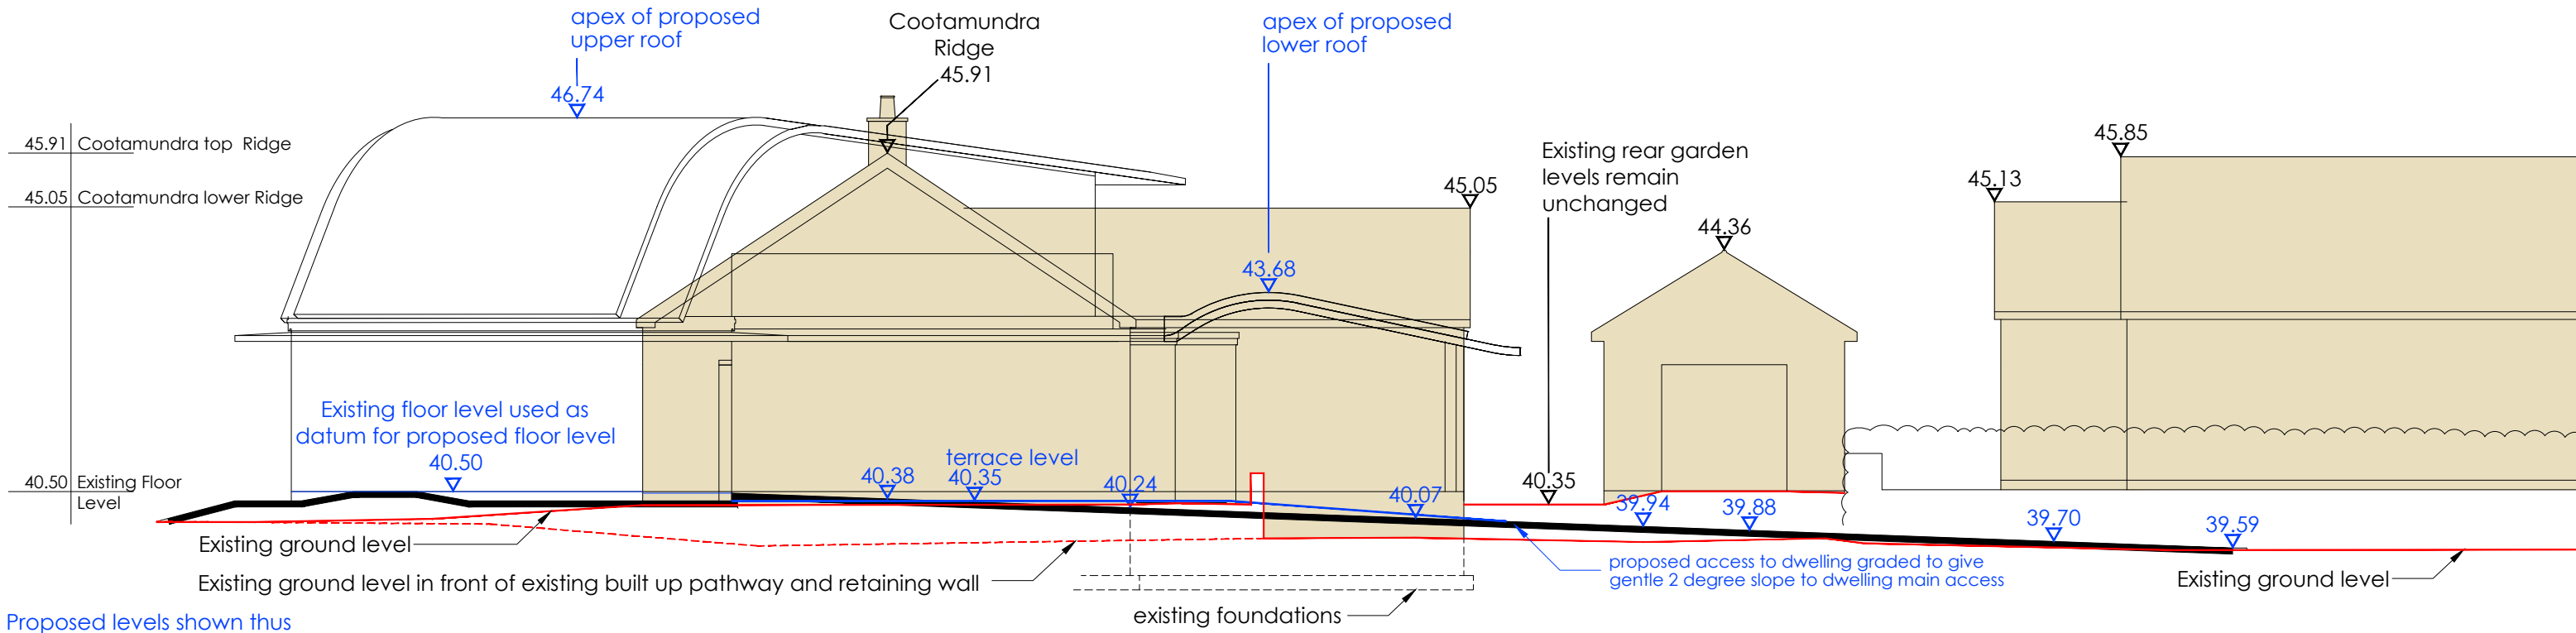 apex of proposed
upper roof
46.74
Cootamundra
Ridge
45.91
apex of proposed
lower roof
43.68
45.91 Cootamundra top Ridge
45.05 Cootamundra lower Ridge
40.50 Existing Floor
Level
45.05
Existing rear garden
levels remain
unchanged
40.35
44.36
45.13
45.85
Existing floor level used as
datum for proposed floor level
40.50
40.38
terrace level
40.35
40.24
40.07
39.94
39.88
39.70
39.59
Existing ground level
Existing ground level in front of existing built up pathway and retaining wall
existing foundations
proposed access to dwelling graded to give
gentle 2 degree slope to dwelling main access
Existing ground level
Proposed levels shown thus